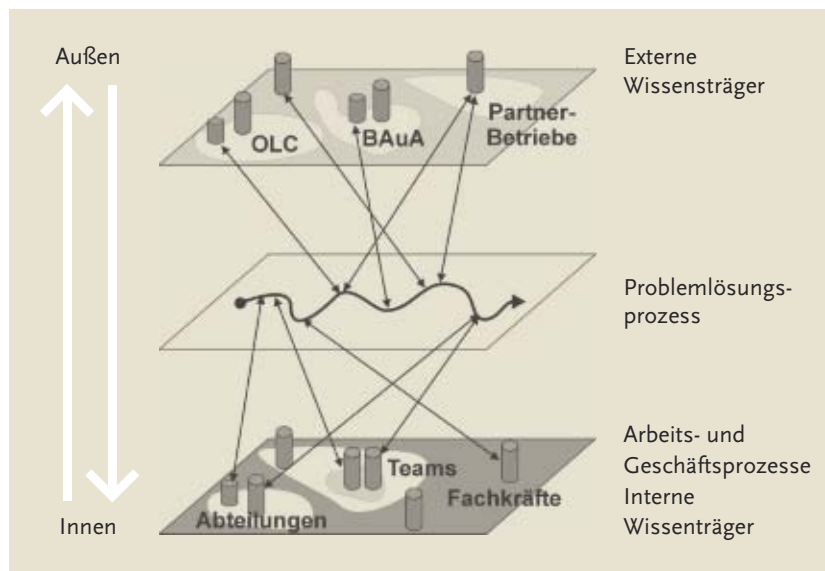 Außen
Externe
Wissensträger
OLC
BAuA
Partner-
Betriebe
Problemlösungs-
prozess
Arbeits- und
Geschäftsprozesse
Interne
Wissenträger
Teams
Fachkräfte
Abteilungen
Innen